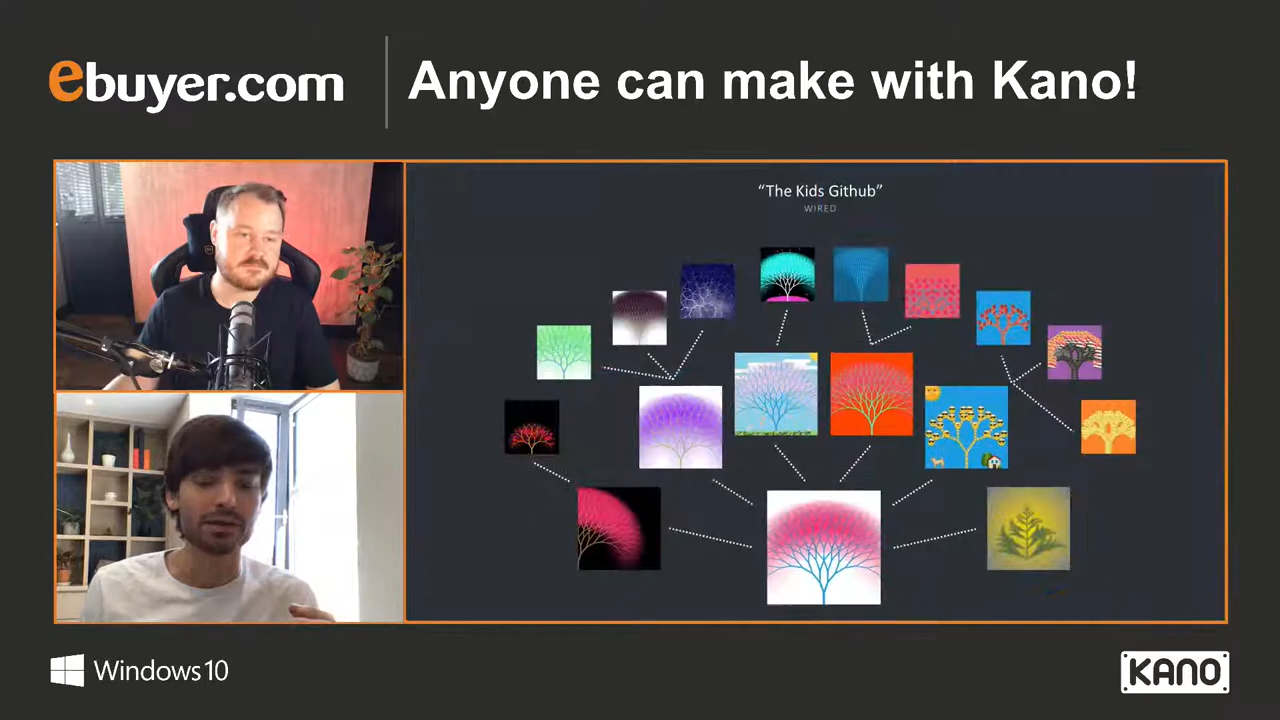 ebuyer.com
Anyone can make with Kano!
“The Kids Github”
WIRED
Windows 10
KANO